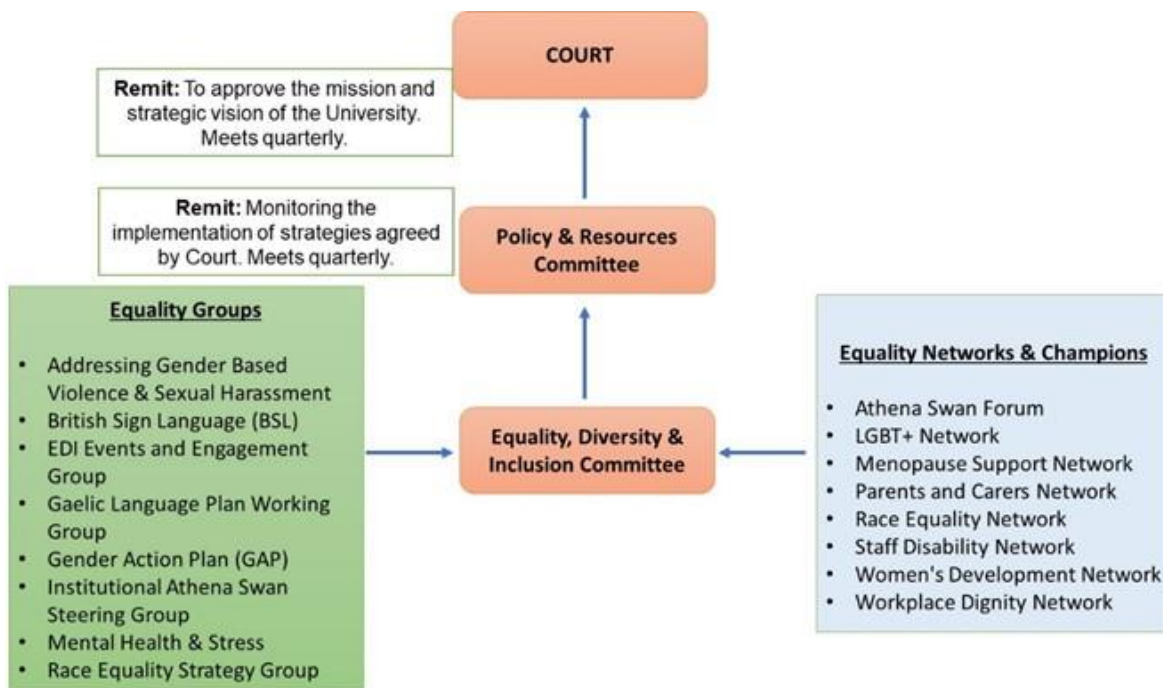 COURT
Remit: To approve the mission and
strategic vision of the University.
Meets quarterly.
Remit: Monitoring the
implementation of strategies agreed
by Court. Meets quarterly.
Policy & Resources
Committee
Equality Groups
• Addressing Gender Based
Violence & Sexual Harassment
• British Sign Language (BSL)
• EDI Events and Engagement
Group
• Gaelic Language Plan Working
Group
• Gender Action Plan (GAP)
• Institutional Athena Swan
Steering Group
• Mental Health & Stress
• Race Equality Strategy Group
Equality, Diversity &
Inclusion Committee
Equality Networks & Champions
• Athena Swan Forum
• LGBT+ Network
• Menopause Support Network
• Parents and Carers Network
• Race Equality Network
• Staff Disability Network
• Women's Development Network
• Workplace Dignity Network